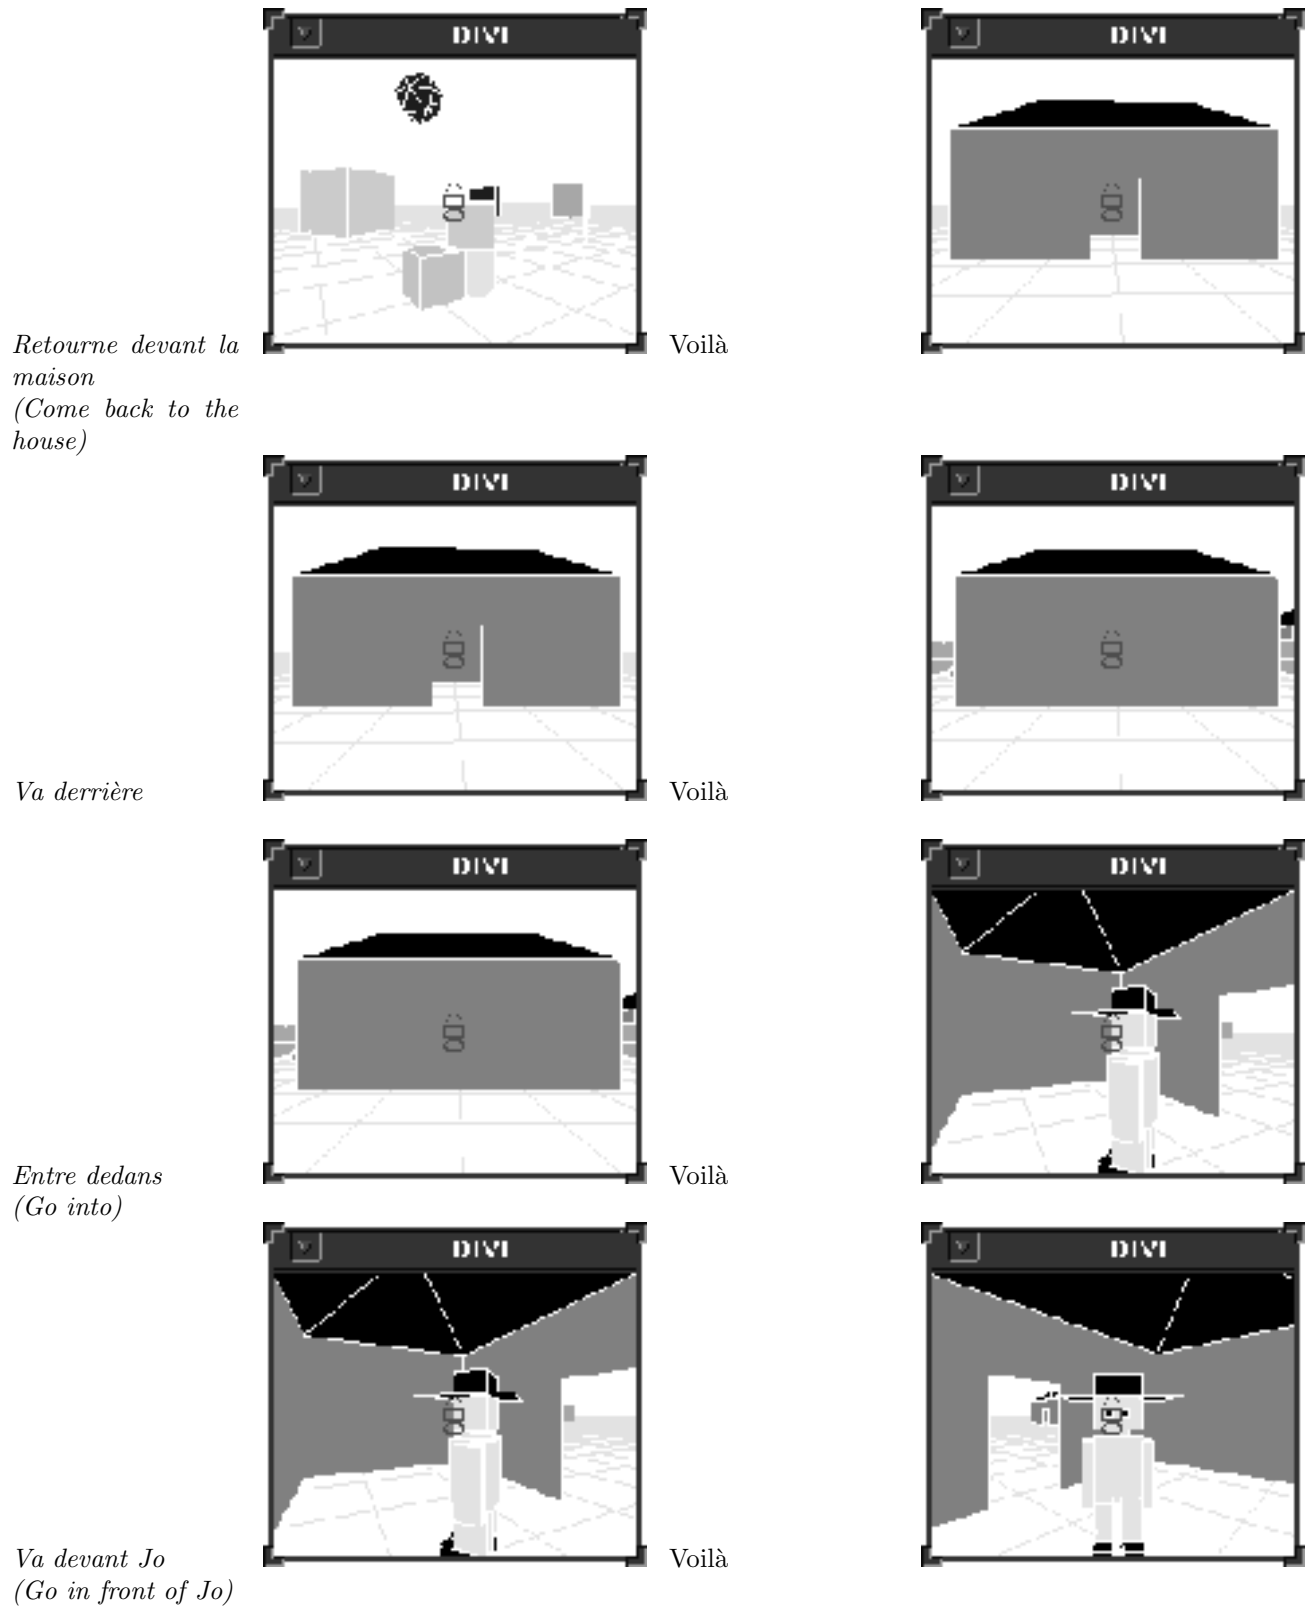 DIVI
DIVI
Retourne devant la
maison
(Come back to the
house)
Voilà
DIVI
DIVI
Va derrière
Voilà
DIVI
DIVI
Entre dedans
(Go into)
Voilà
DIVI
DIVI
Va devant Jo
(Go in front of Jo)
Voilà